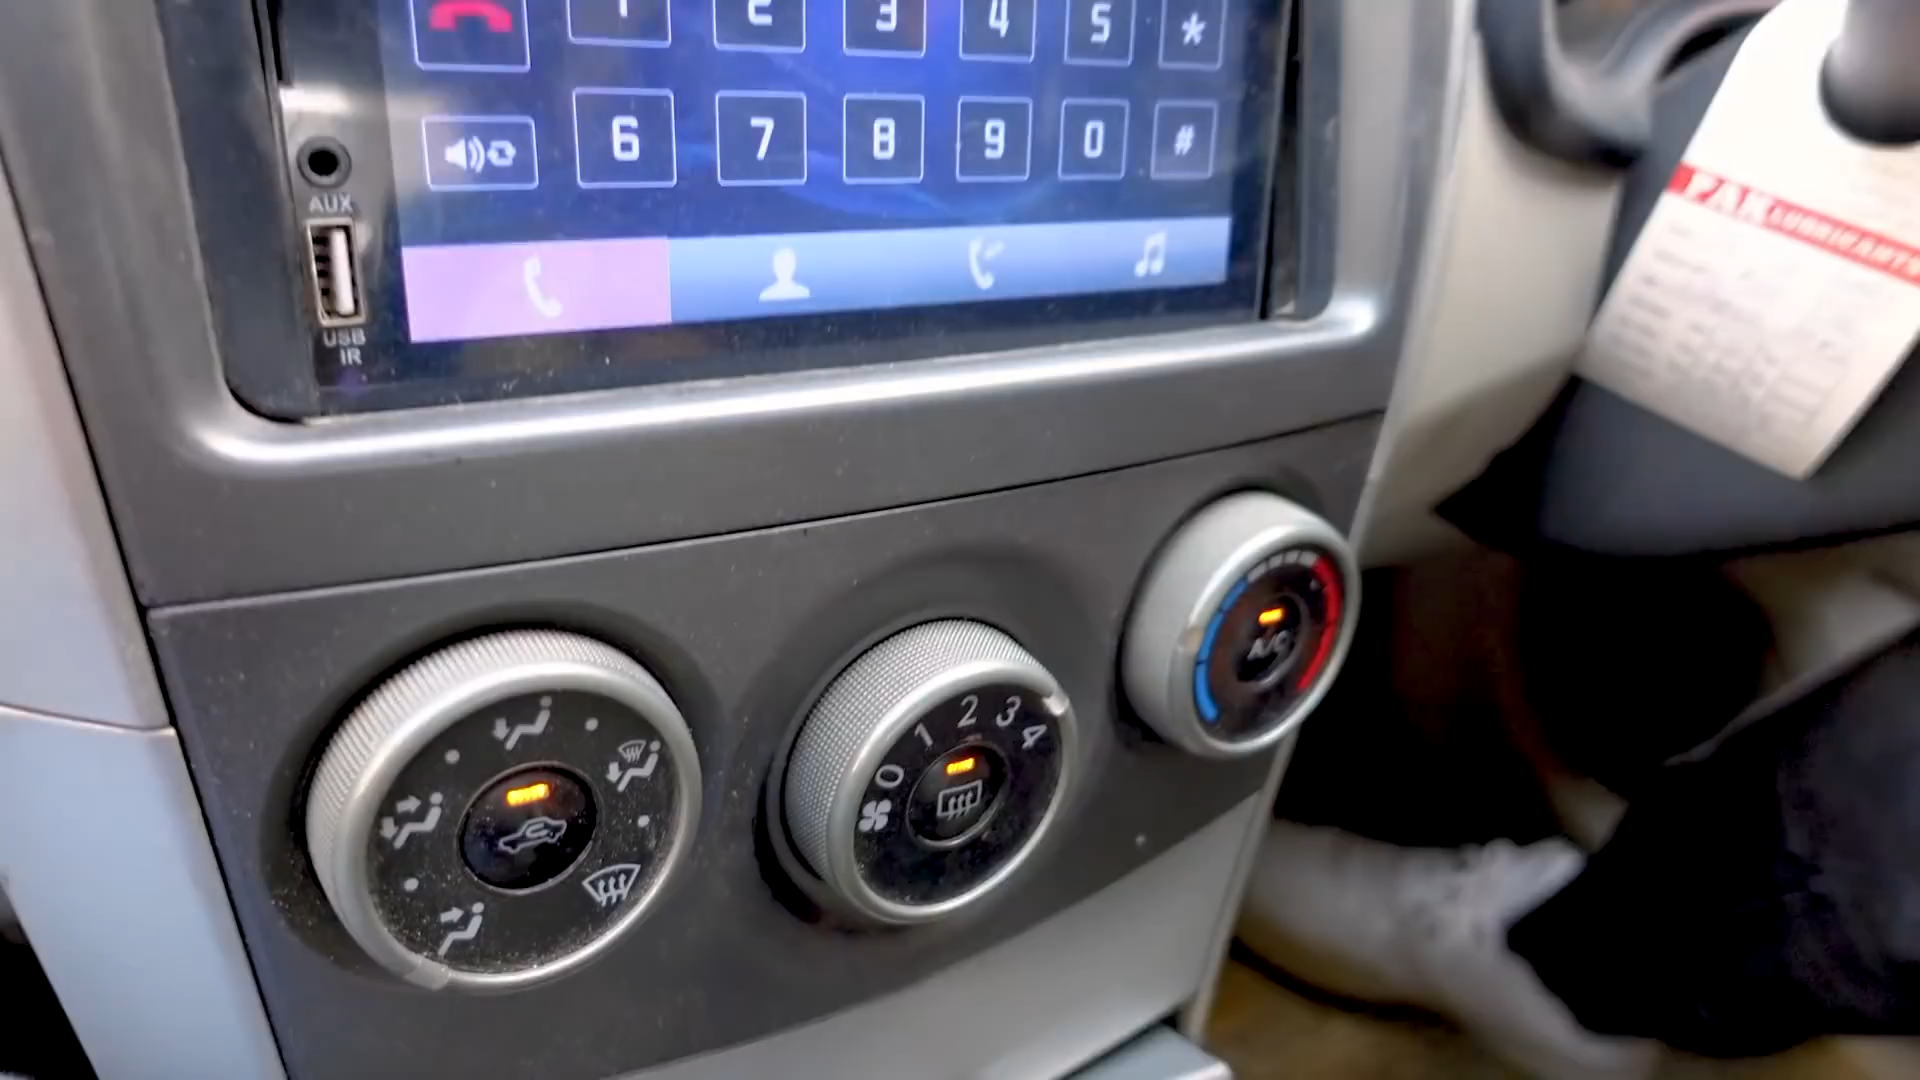 1 2 3 4 5 *
6 7 8 9 0 #
AUX
USB
IR
PAK LUBRICANTS
0 1 2 3 4
A/C